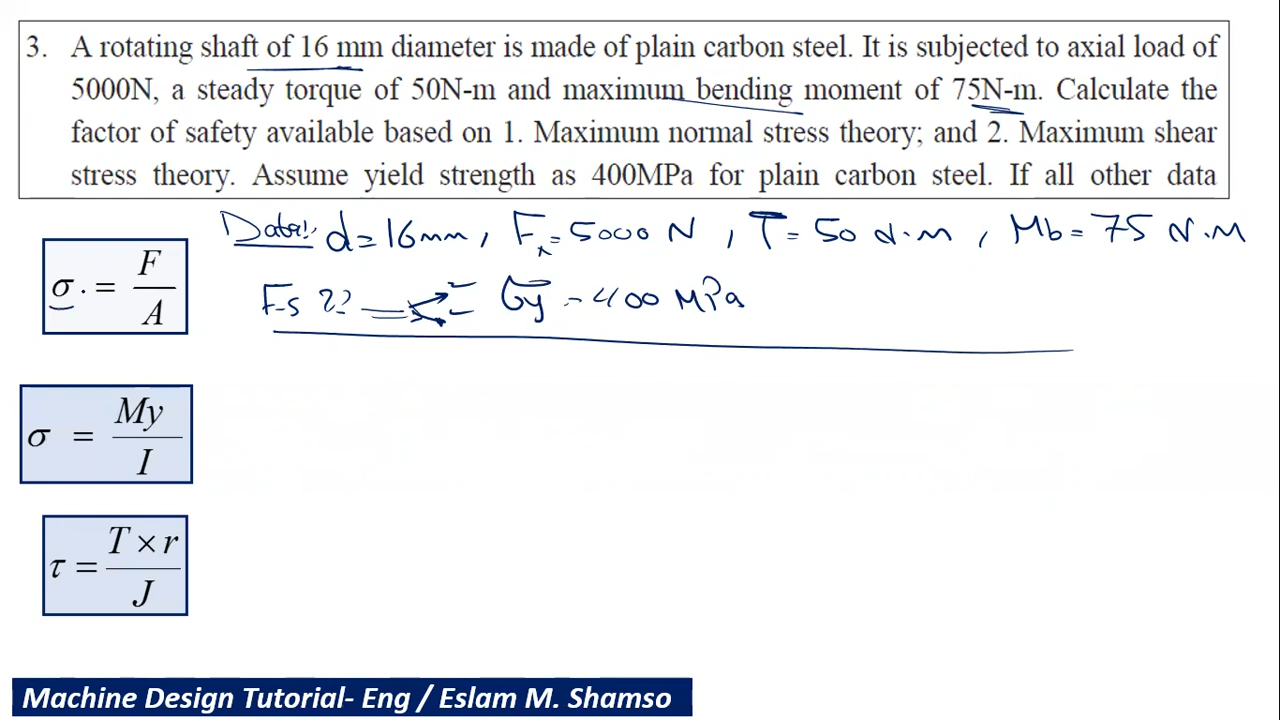 3. A rotating shaft of 16 mm diameter is made of plain carbon steel. It is subjected to axial load of
5000N, a steady torque of 50N-m and maximum bending moment of 75N-m. Calculate the
factor of safety available based on 1. Maximum normal stress theory; and 2. Maximum shear
stress theory. Assume yield strength as 400MPa for plain carbon steel. If all other data
d = 16mm, Fx = 5000 N, T = 50 N.m, Mb = 75 N.M
σ. = F / A
F.S ?? σy = 400 MPa
σ = My / I
τ = T × r / J
Machine Design Tutorial- Eng / Eslam M. Shamso